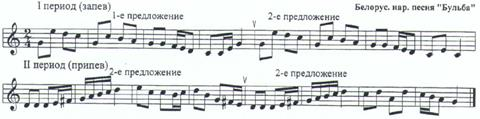 I период (запев)
Белорус. нар. песня "Бульба"
1-е предложение
2-е предложение
II период (припев)
2-е предложение
2-е предложение